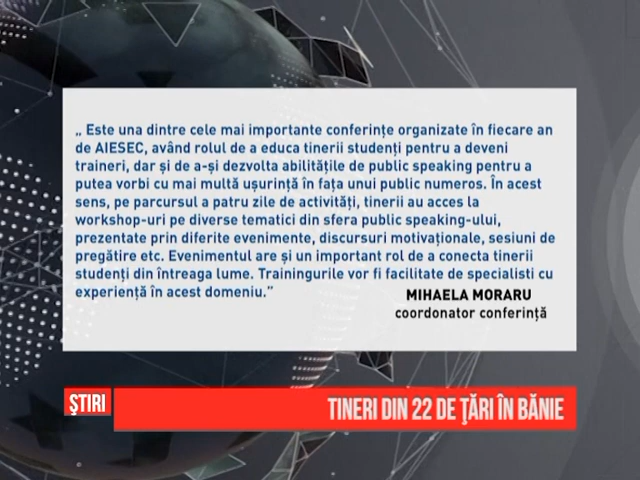 „ Este una dintre cele mai importante conferințe organizate în fiecare an
de AIESEC, având rolul de a educa tinerii studenți pentru a deveni
traineri, dar și de a-și dezvolta abilitățile de public speaking pentru a
putea vorbi cu mai multă ușurință în fața unui public numeros. În acest
sens, pe parcursul a patru zile de activități, tinerii au acces la
workshop-uri pe diverse tematici din sfera public speaking-ului,
prezentate prin diferite evenimente, discursuri motivaționale, sesiuni de
pregătire etc. Evenimentul are și un important rol de a conecta tinerii
studenți din întreaga lume. Trainingurile vor fi facilitate de specialisti cu
experiență în acest domeniu.”
MIHAELA MORARU
coordonator conferință
ŞTIRI
TINERI DIN 22 DE ŢĂRI ÎN BĂNIE